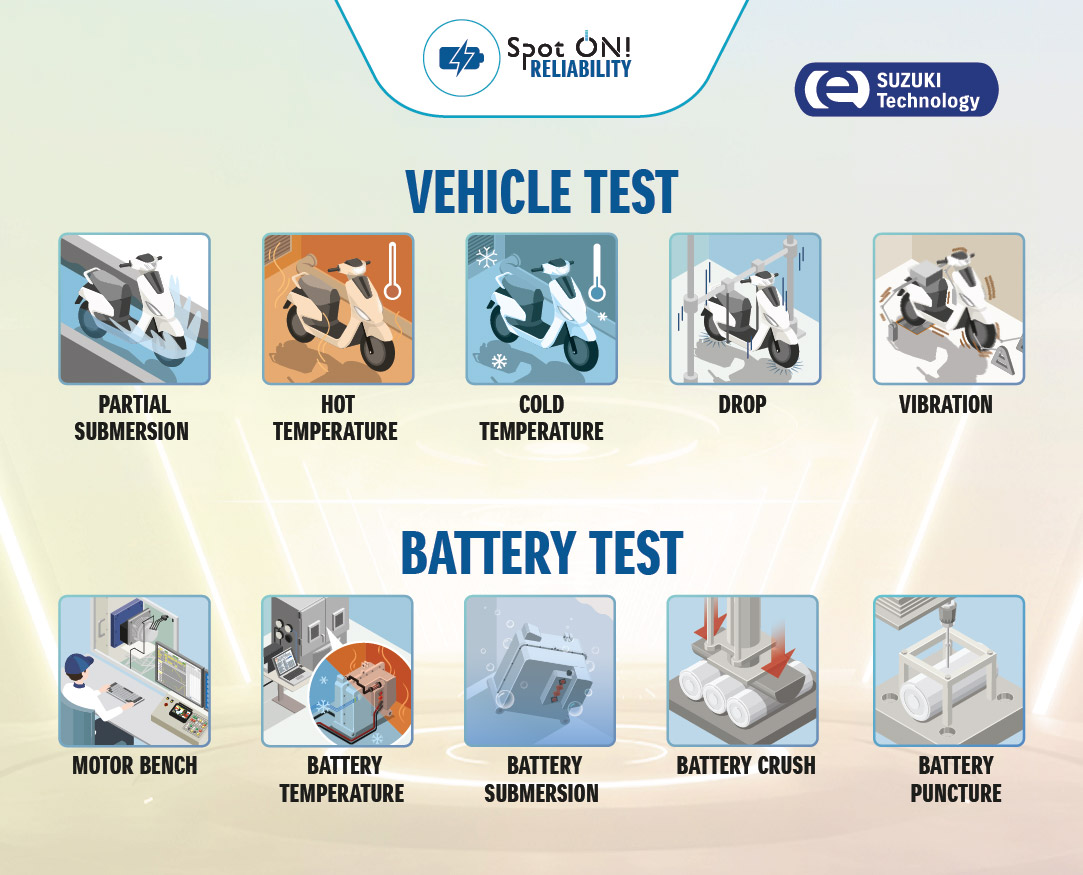 Spot ON!
RELIABILITY
e SUZUKI
Technology
VEHICLE TEST
PARTIAL
SUBMERSION
HOT
TEMPERATURE
COLD
TEMPERATURE
DROP
VIBRATION
BATTERY TEST
MOTOR BENCH
BATTERY
TEMPERATURE
BATTERY
SUBMERSION
BATTERY CRUSH
BATTERY
PUNCTURE